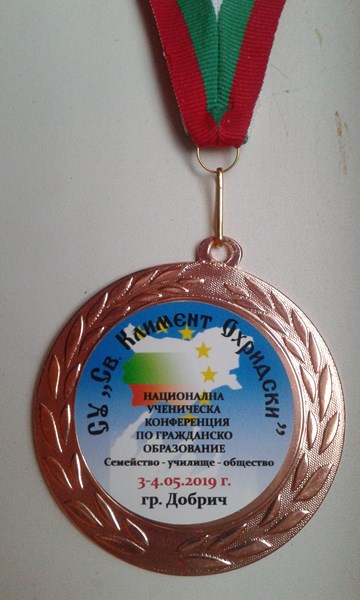 СУ „Св. Климент Охридски”
НАЦИОНАЛНА
УЧЕНИЧЕСКА
КОНФЕРЕНЦИЯ
ПО ГРАЖДАНСКО
ОБРАЗОВАНИЕ
Семейство - училище - общество
3-4.05.2019 г.
гр. Добрич